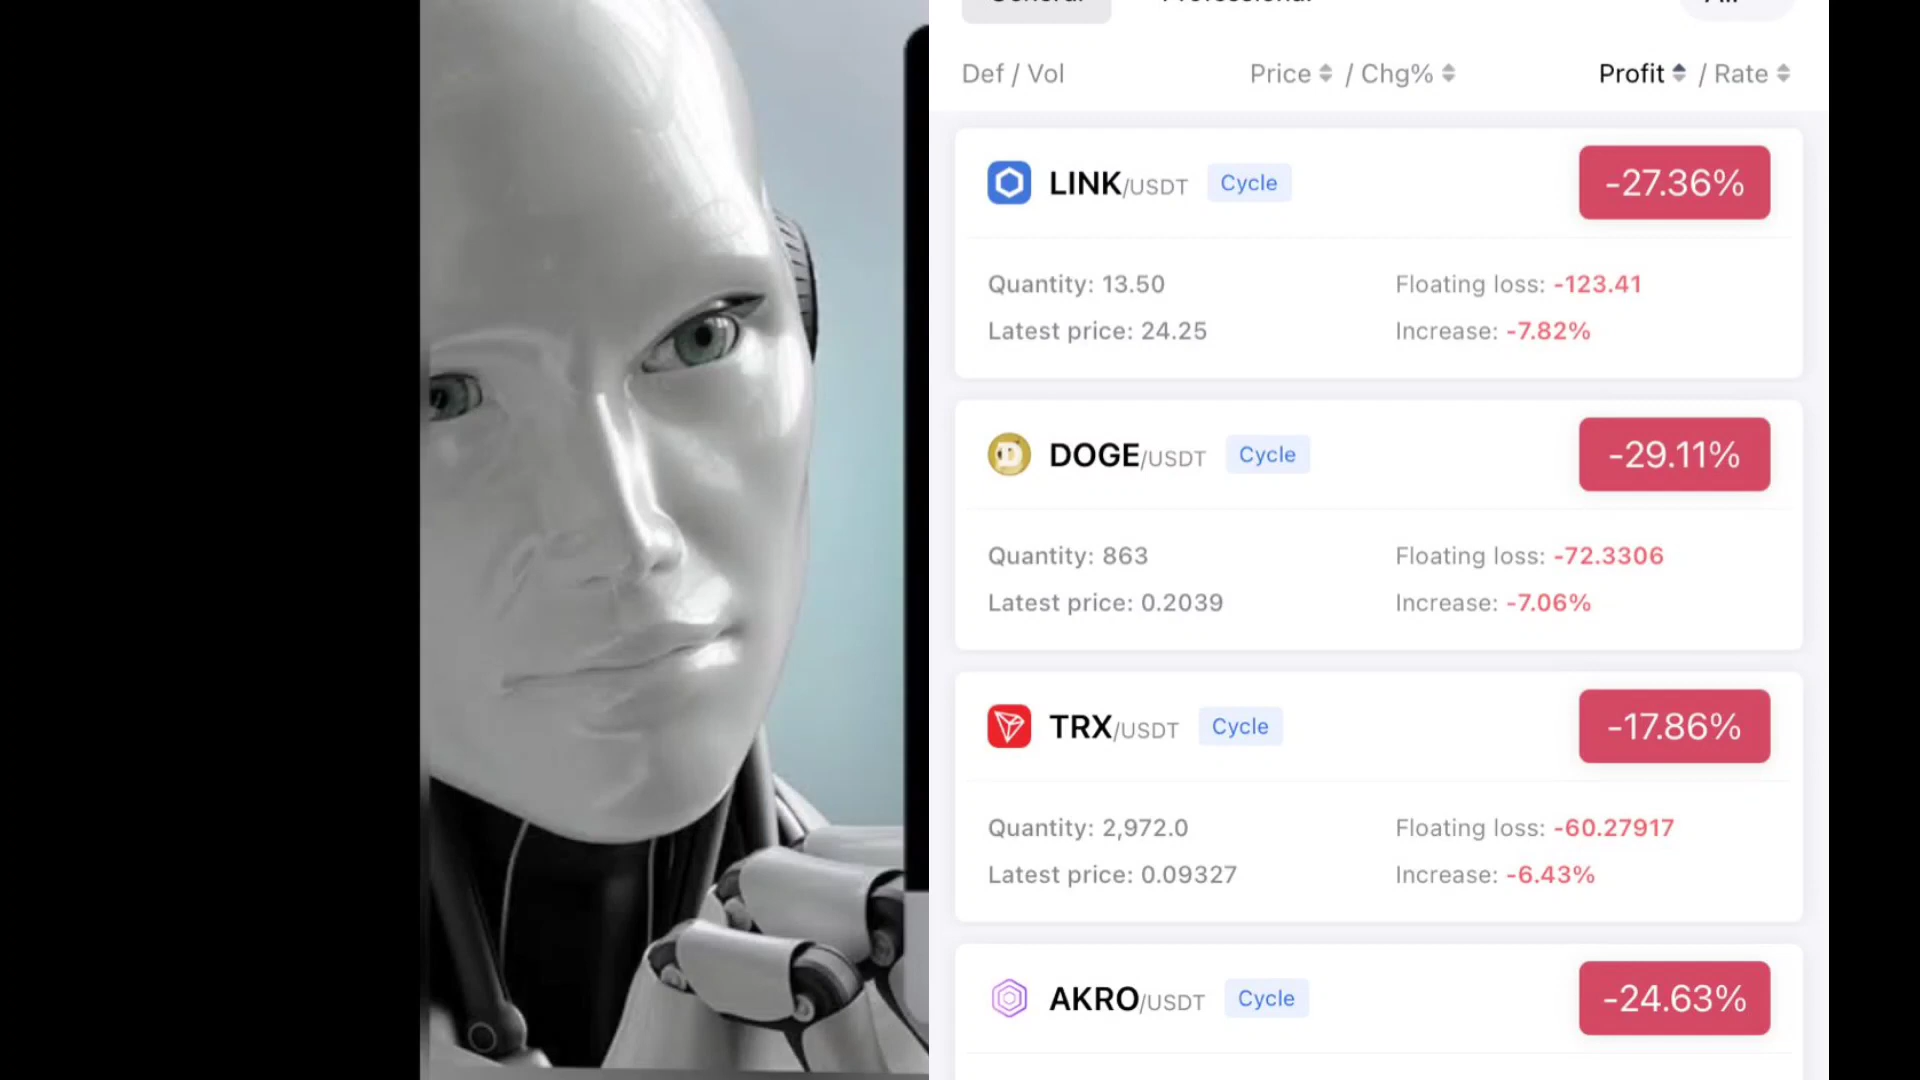 General Professional All
Def / Vol Price / Chg% Profit / Rate
LINK/USDT Cycle -27.36%
Quantity: 13.50 Floating loss: -123.41
Latest price: 24.25 Increase: -7.82%
DOGE/USDT Cycle -29.11%
Quantity: 863 Floating loss: -72.3306
Latest price: 0.2039 Increase: -7.06%
TRX/USDT Cycle -17.86%
Quantity: 2,972.0 Floating loss: -60.27917
Latest price: 0.09327 Increase: -6.43%
AKRO/USDT Cycle -24.63%